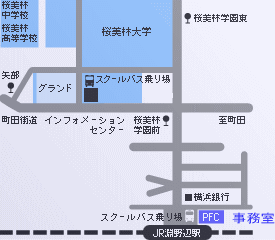 桜美林
中学校
桜美林
高等学校
桜美林大学
桜美林学園東
矢部
スクールバス乗り場
グランド
町田街道
インフォメーション
センター
桜美林
学園前
至町田
横浜銀行
スクールバス乗り場
PFC
事務室
JR淵野辺駅